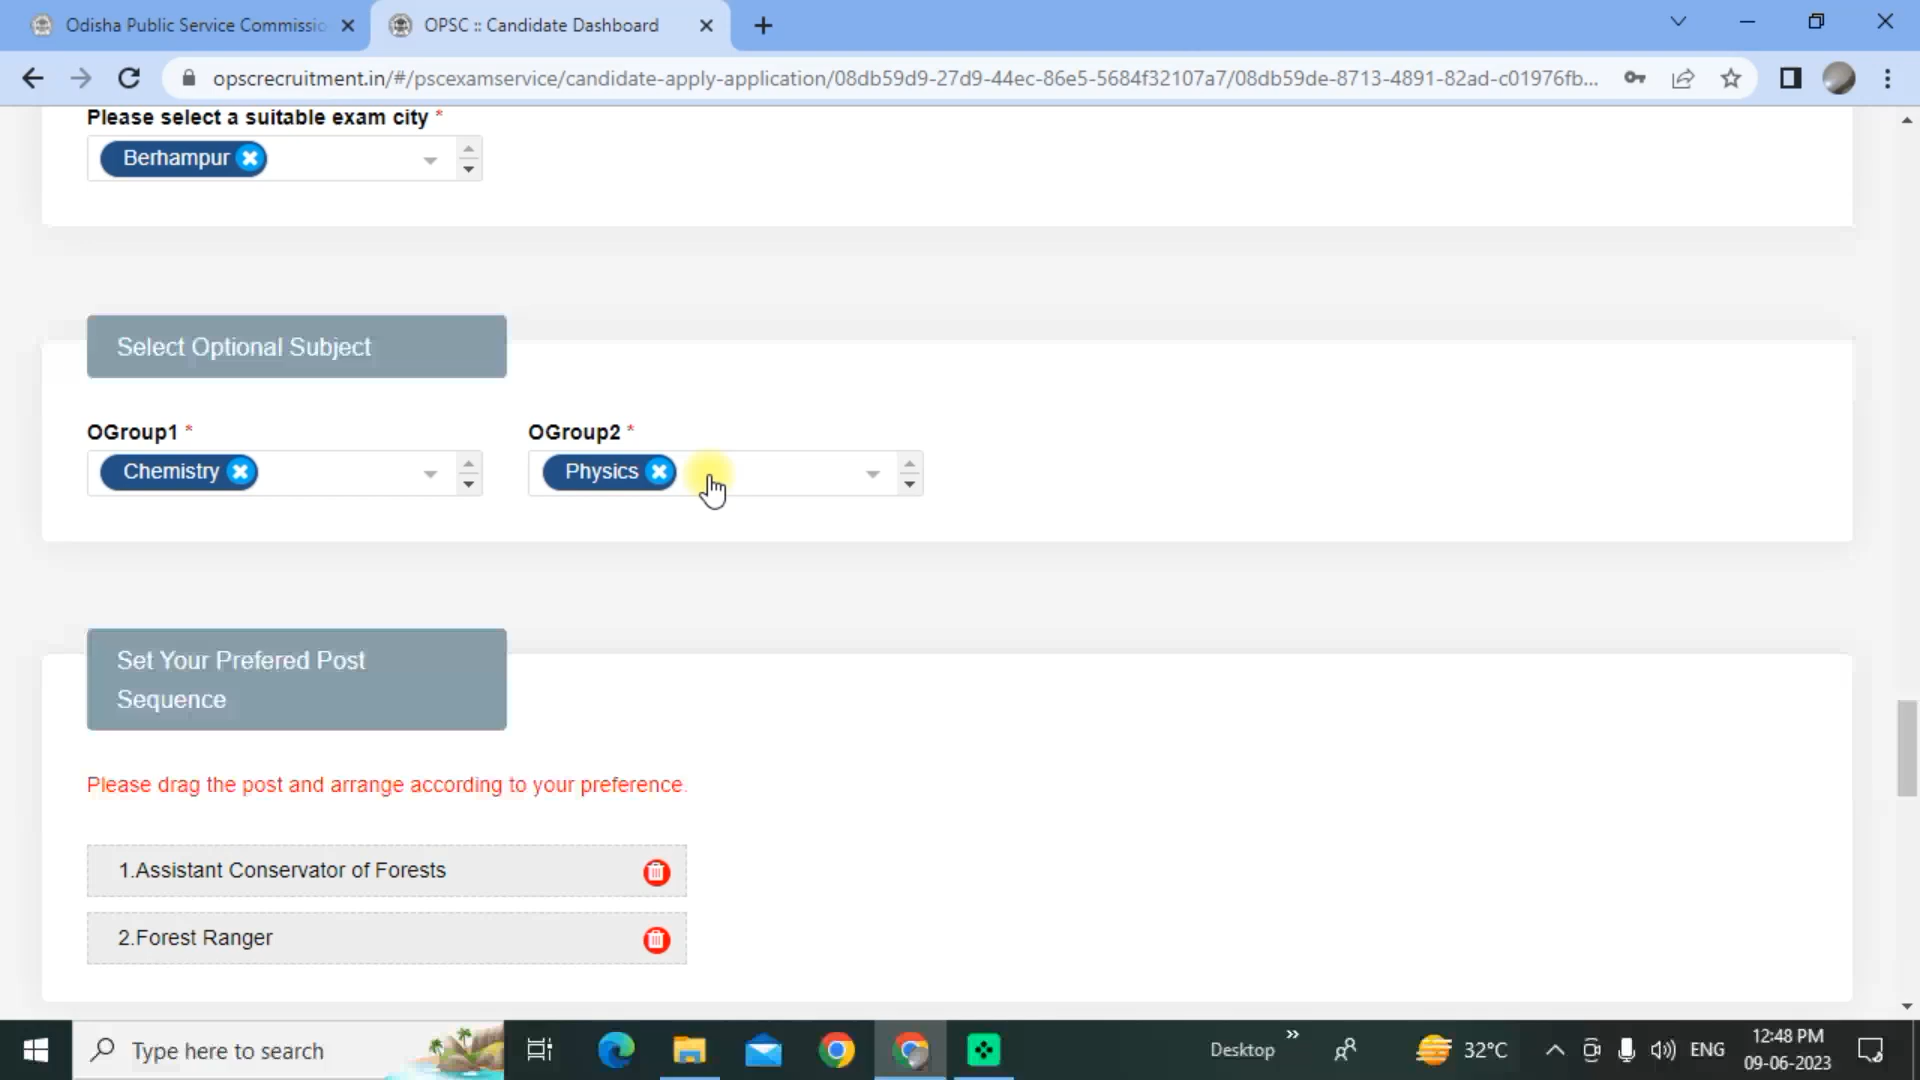 Odisha Public Service Commissio
OPSC :: Candidate Dashboard
opscrecruitment.in/#/pscexamservice/candidate-apply-application/08db59d9-27d9-44ec-86e5-5684f32107a7/08db59de-8713-4891-82ad-c01976fb...
Please select a suitable exam city *
Berhampur
Select Optional Subject
OGroup1 * OGroup2 *
Chemistry Physics
Set Your Prefered Post
Sequence
Please drag the post and arrange according to your preference.
1.Assistant Conservator of Forests
2.Forest Ranger
Type here to search
Desktop
32°C
ENG
12:48 PM
09-06-2023